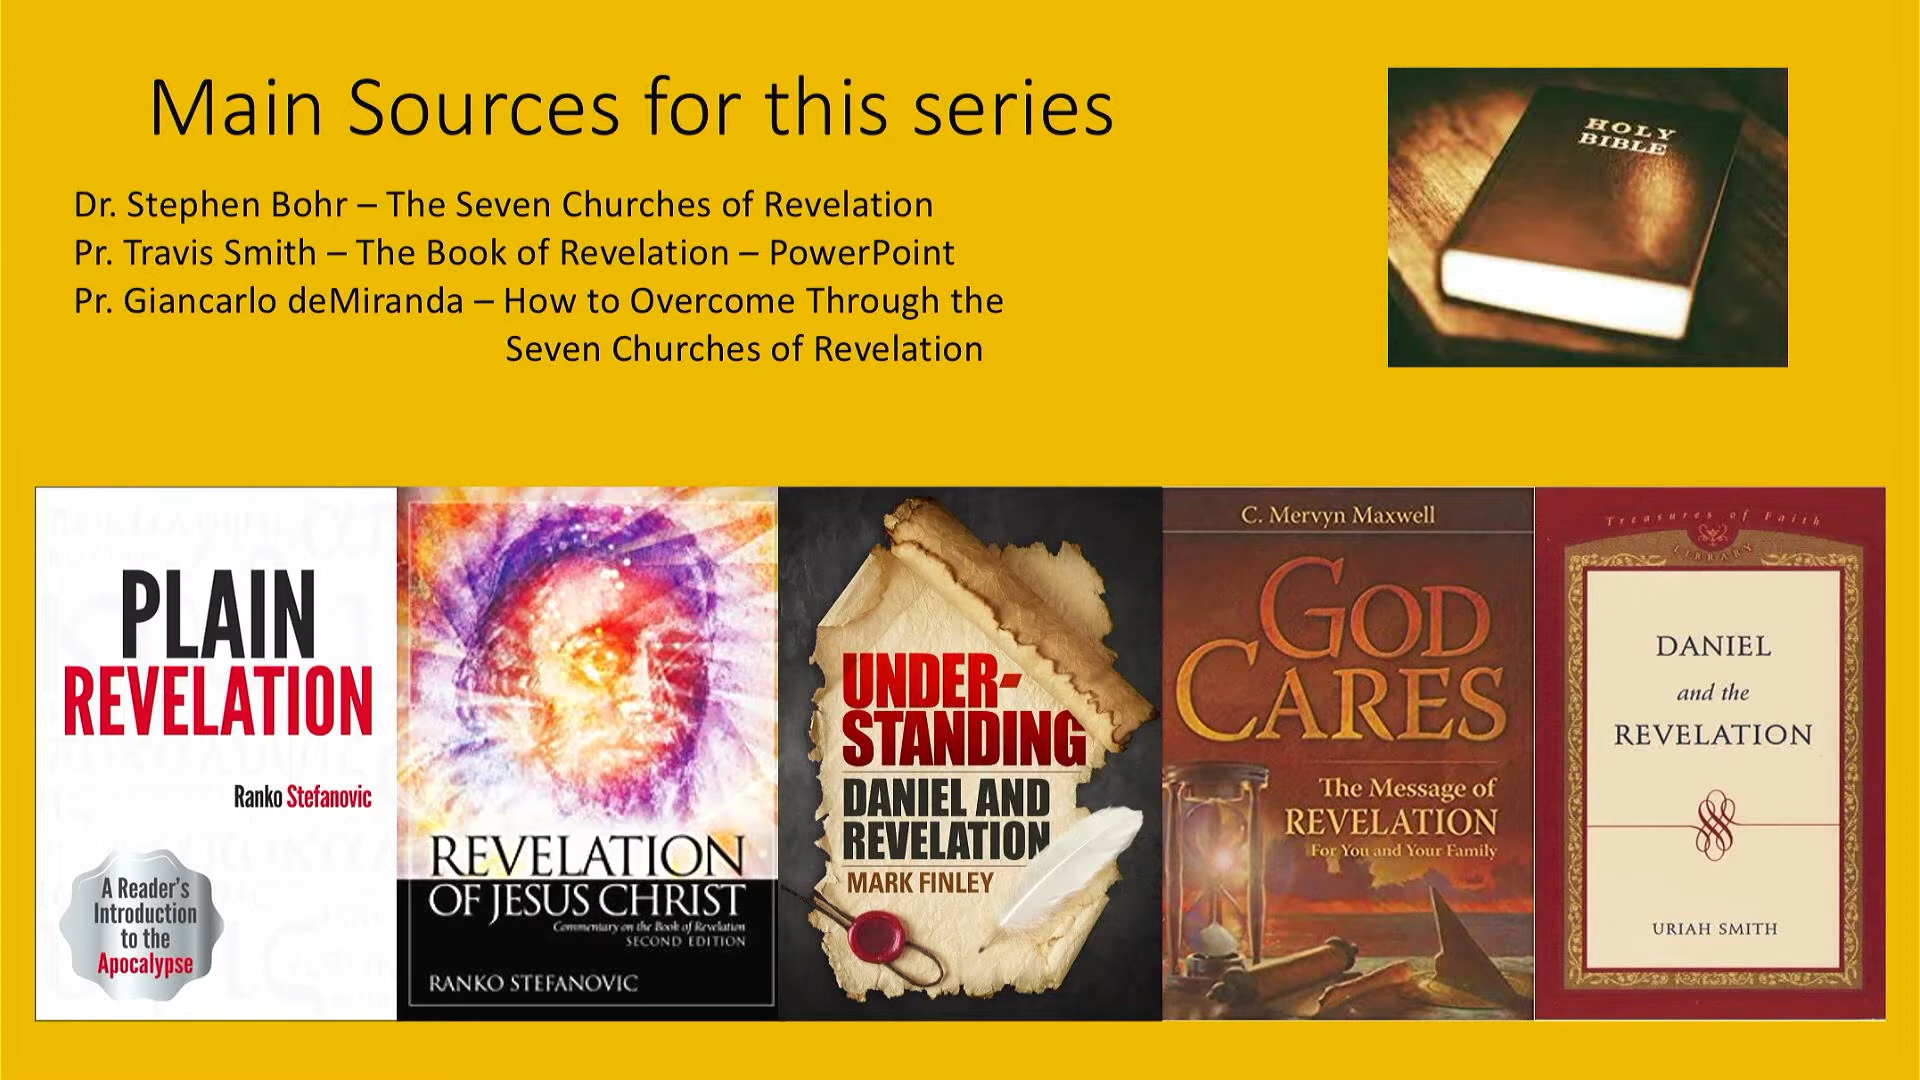 Main Sources for this series
Dr. Stephen Bohr – The Seven Churches of Revelation
Pr. Travis Smith – The Book of Revelation – PowerPoint
Pr. Giancarlo deMiranda – How to Overcome Through the
Seven Churches of Revelation
HOLY
BIBLE
PLAIN
REVELATION
Ranko Stefanovic
A Reader's
Introduction
to the
Apocalypse
REVELATION
OF JESUS CHRIST
Commentary on the Book of Revelation
SECOND EDITION
RANKO STEFANOVIC
UNDER-
STANDING
DANIEL AND
REVELATION
MARK FINLEY
C. Mervyn Maxwell
GOD
CARES
The Message of
REVELATION
For You and Your Family
Treasures of Faith
LIBRARY
DANIEL
and the
REVELATION
URIAH SMITH